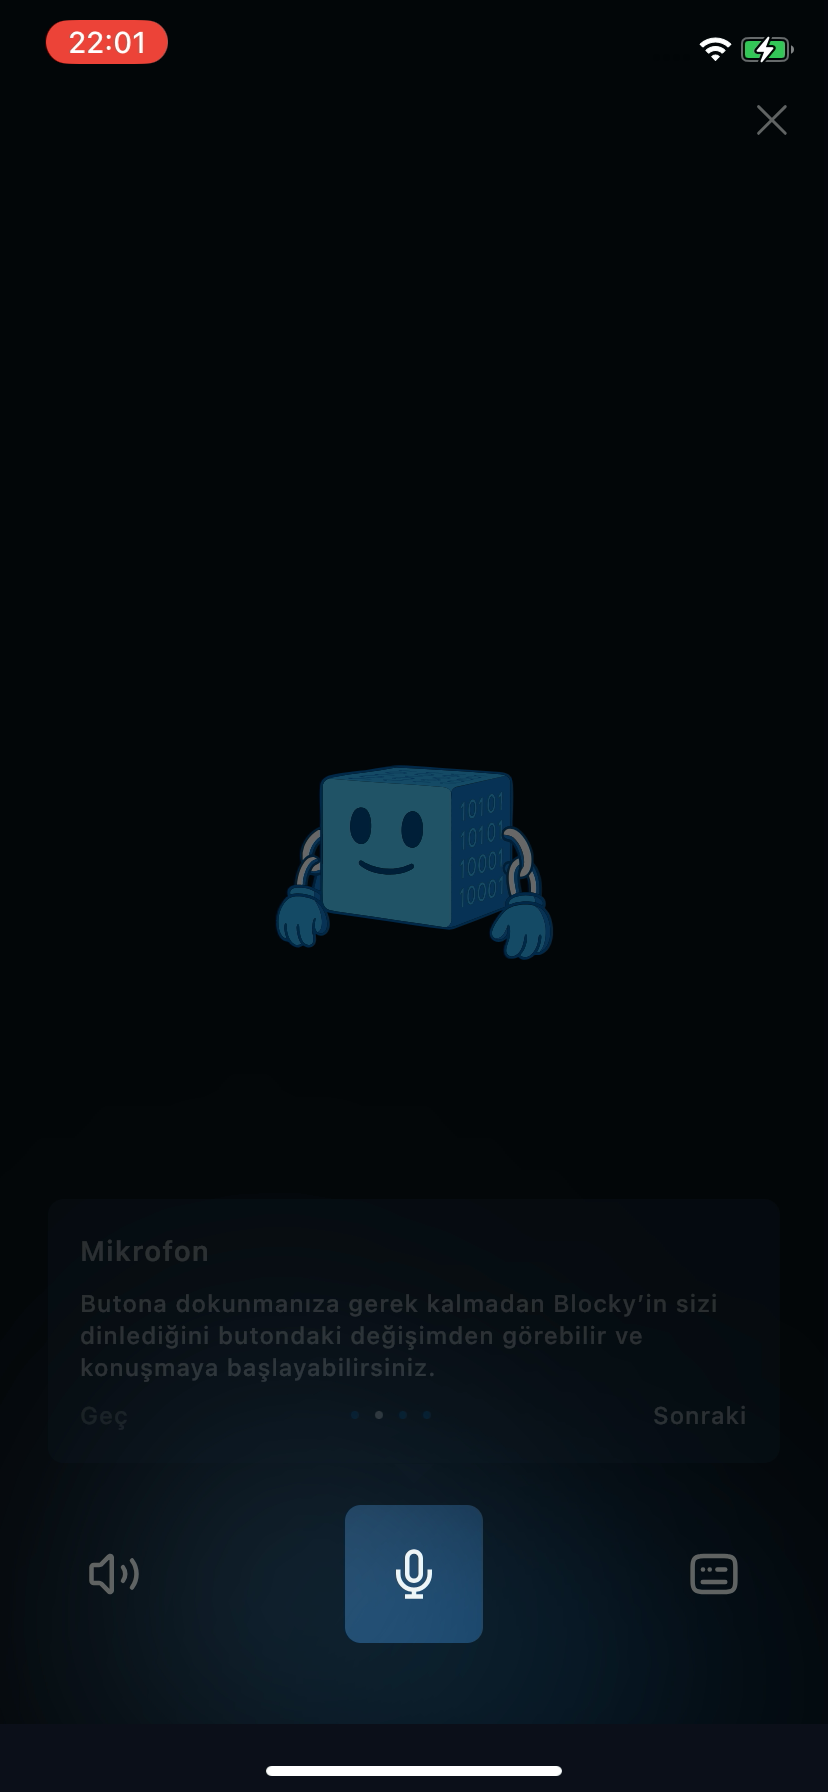 22:01
10101
10101
10001
10001
Mikrofon
Butona dokunmanıza gerek kalmadan Blocky’in sizi
dinlediğini butondaki değişimden görebilir ve
konuşmaya başlayabilirsiniz.
Geç
Sonraki